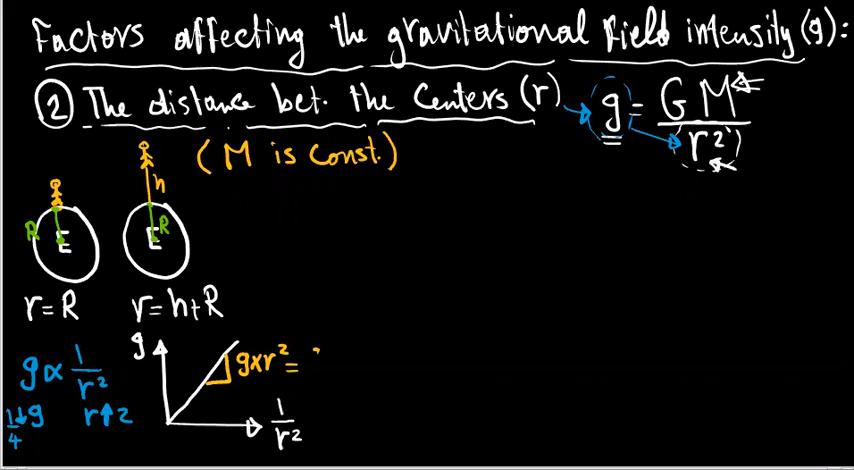 Factors affecting the gravitational Field intensity (g):
② The distance bet. the Centers (r) g = G M / r²
(M is Const.)
h
R E
E R
r = R r = h + R
g ∝ 1/r²
1/4 ↓ g r ↑ 2
g
g x r² =
1/r²